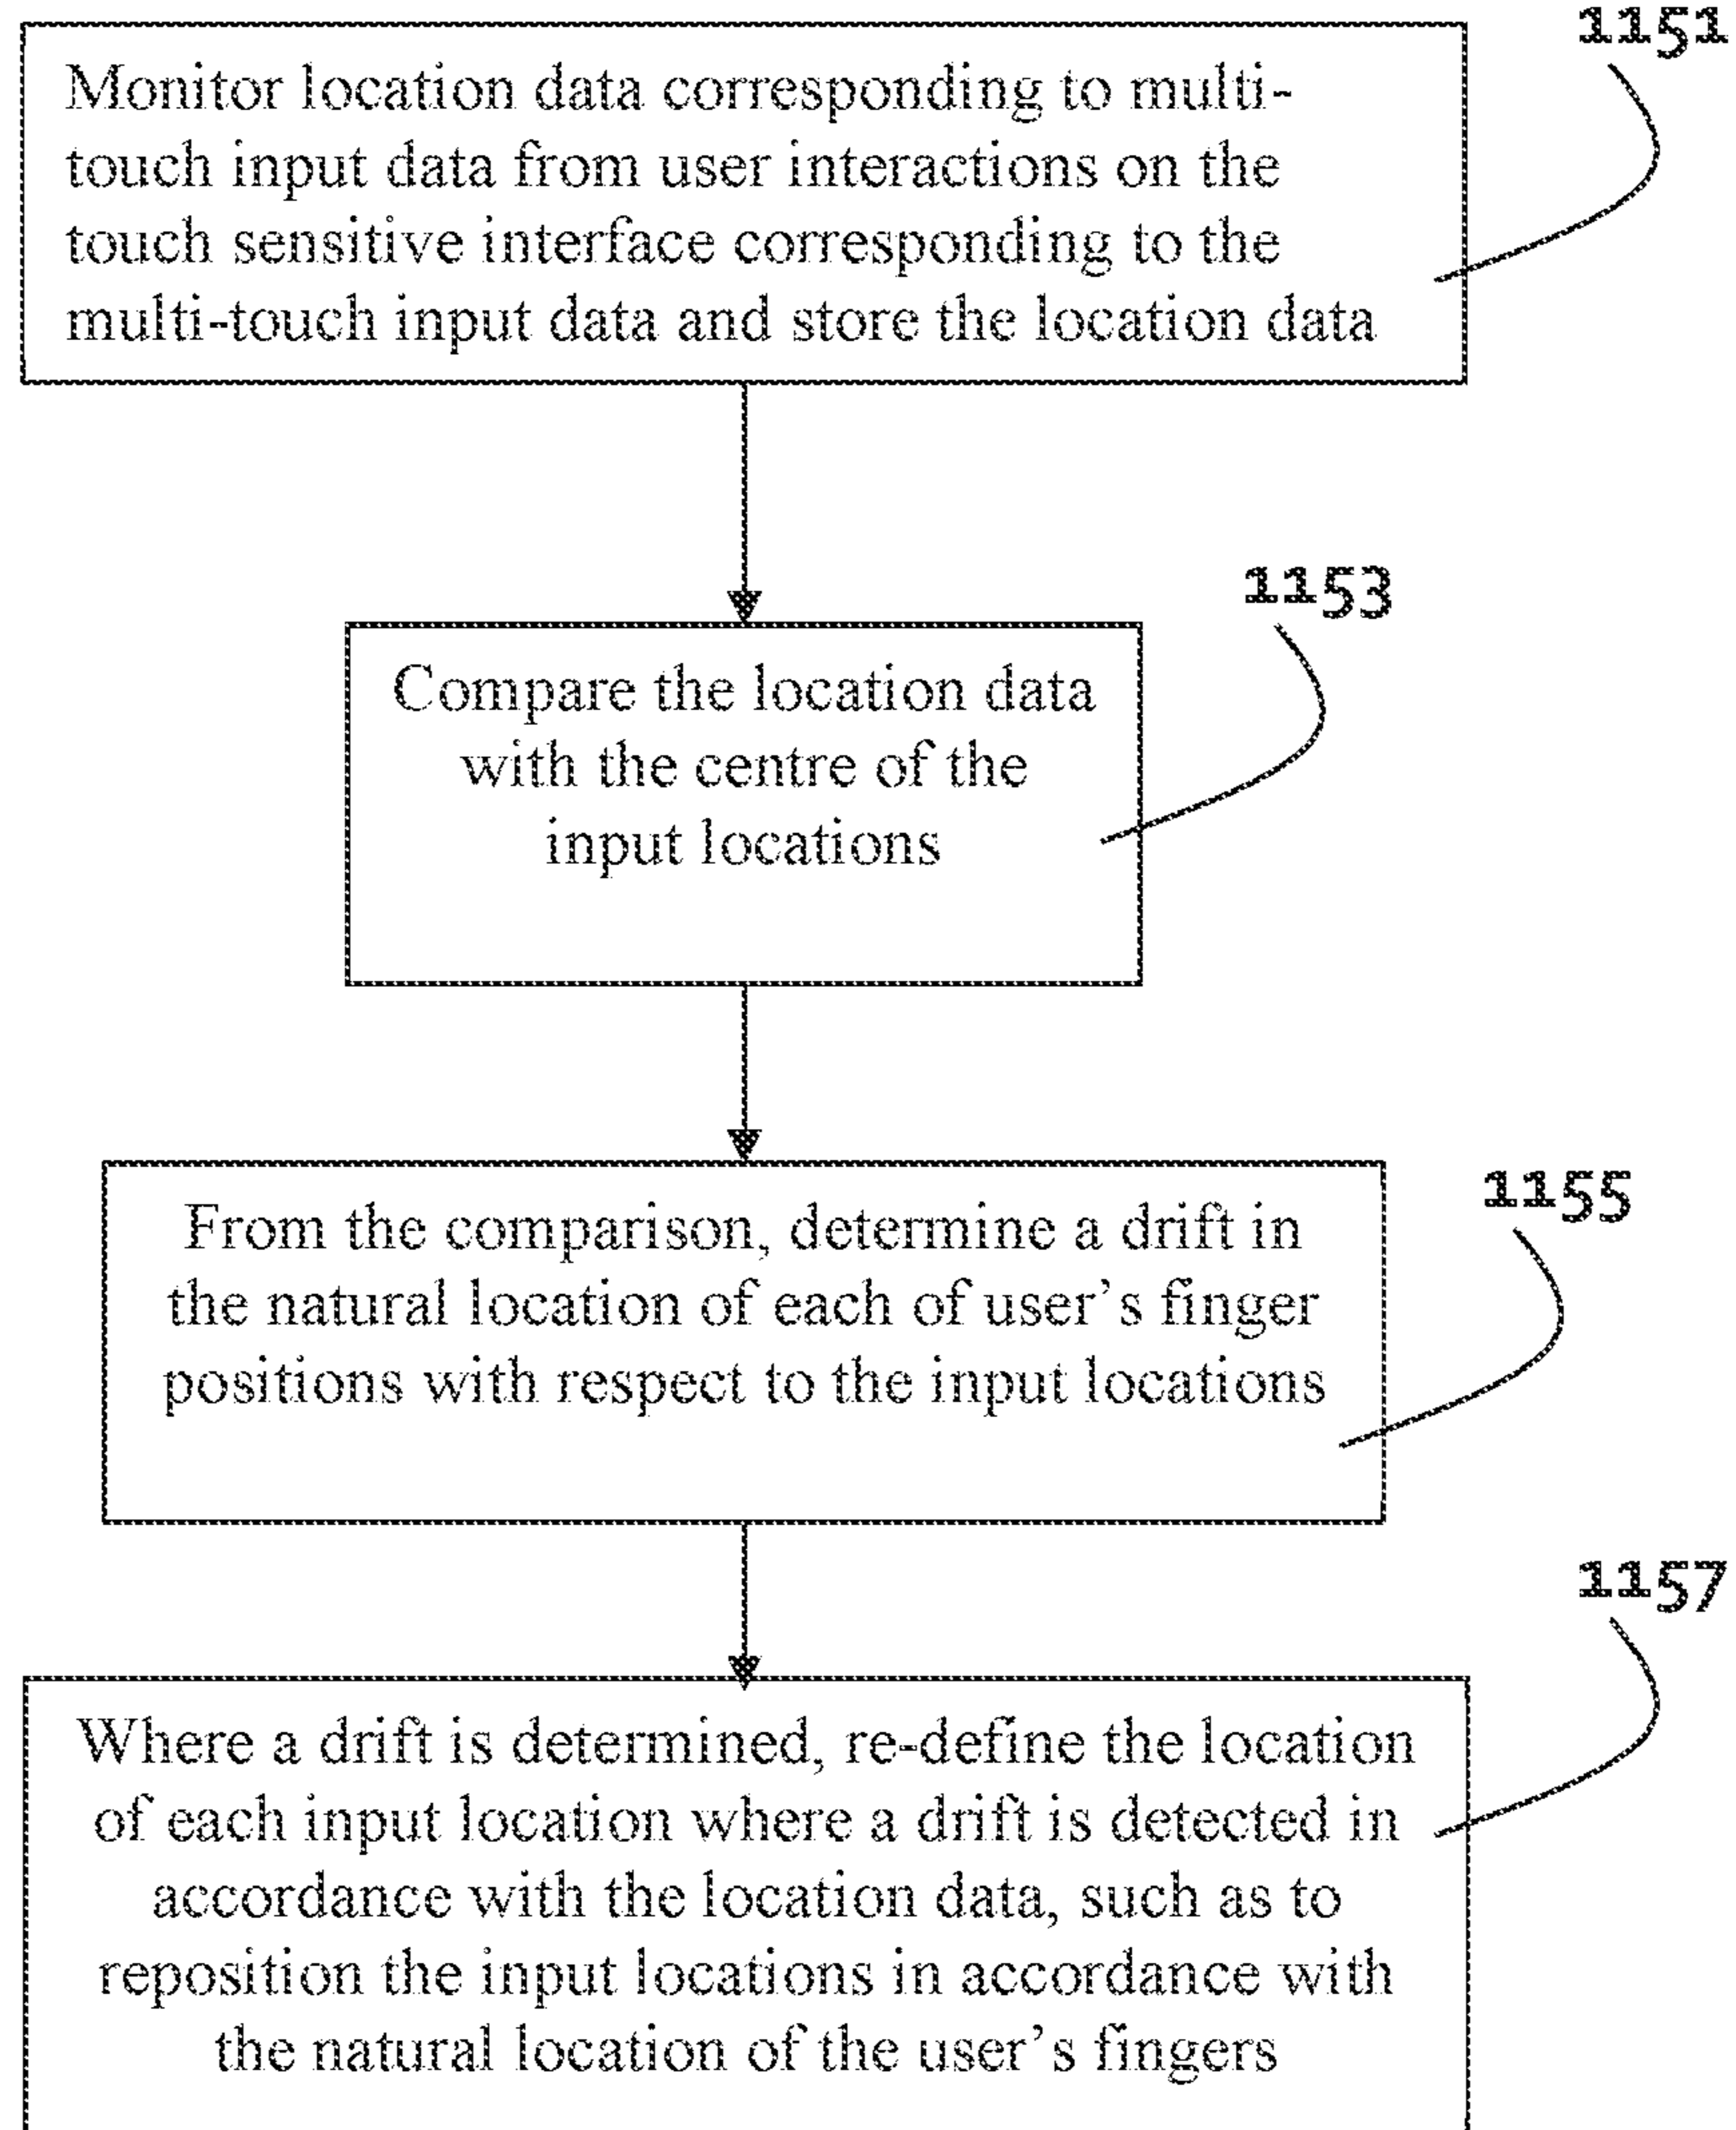 1151
Monitor location data corresponding to multi-
touch input data from user interactions on the
touch sensitive interface corresponding to the
multi-touch input data and store the location data
1153
Compare the location data
with the centre of the
input locations
1155
From the comparison, determine a drift in
the natural location of each of user's finger
positions with respect to the input locations
1157
Where a drift is determined, re-define the location
of each input location where a drift is detected in
accordance with the location data, such as to
reposition the input locations in accordance with
the natural location of the user's fingers